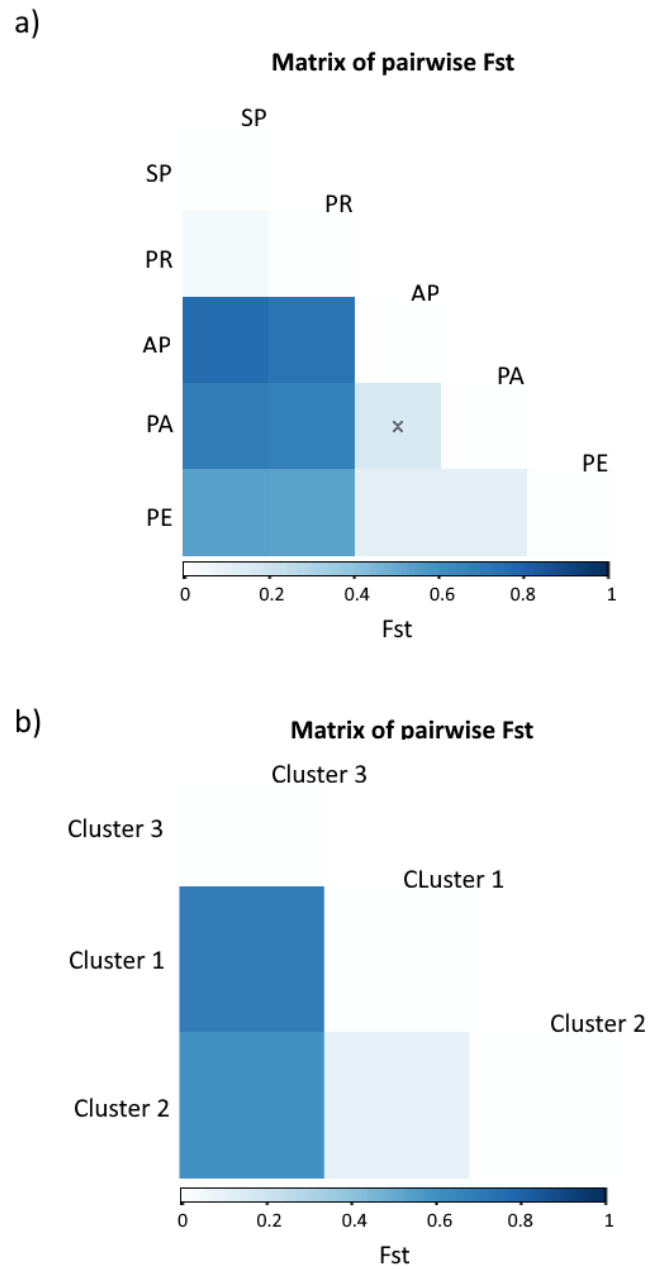 a)
Matrix of pairwise Fst
SP
SP
PR
PR
AP
AP
PA
PA
x
PE
PE
0 0.2 0.4 0.6 0.8 1
Fst
b)
Matrix of pairwise Fst
Cluster 3
Cluster 3
CLuster 1
Cluster 1
Cluster 2
Cluster 2
0 0.2 0.4 0.6 0.8 1
Fst